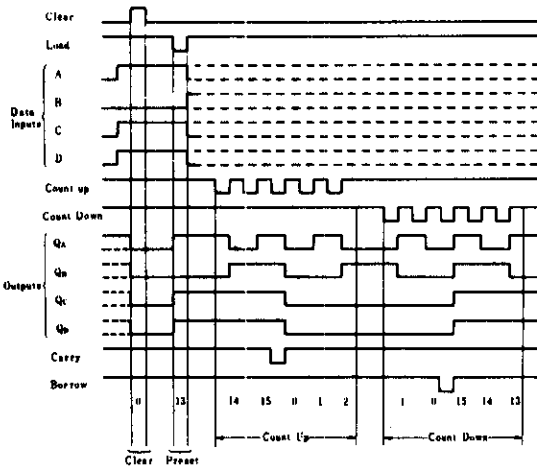 Clear
Load
A
B
Data
Inputs
C
D
Count up
Count Down
QA
QB
Outputs
QC
QD
Carry
Borrow
0 13 14 15 0 1 2 1 0 15 14 13
Count Up Count Down
Clear Preset